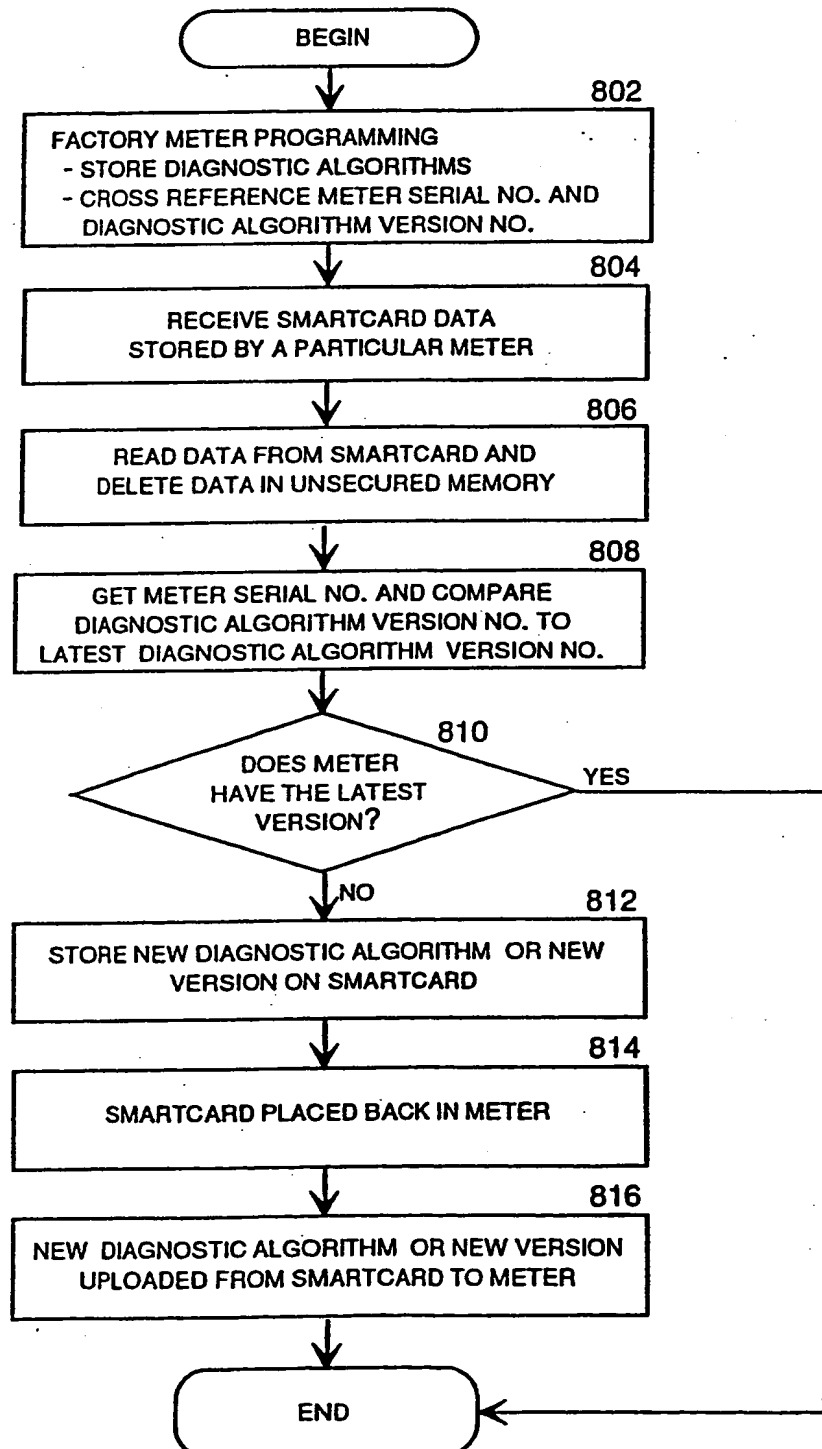 BEGIN
802
FACTORY METER PROGRAMMING
- STORE DIAGNOSTIC ALGORITHMS
- CROSS REFERENCE METER SERIAL NO. AND
DIAGNOSTIC ALGORITHM VERSION NO.
804
RECEIVE SMARTCARD DATA
STORED BY A PARTICULAR METER
806
READ DATA FROM SMARTCARD AND
DELETE DATA IN UNSECURED MEMORY
808
GET METER SERIAL NO. AND COMPARE
DIAGNOSTIC ALGORITHM VERSION NO. TO
LATEST DIAGNOSTIC ALGORITHM VERSION NO.
810
DOES METER
HAVE THE LATEST
VERSION?
YES
NO
812
STORE NEW DIAGNOSTIC ALGORITHM OR NEW
VERSION ON SMARTCARD
814
SMARTCARD PLACED BACK IN METER
816
NEW DIAGNOSTIC ALGORITHM OR NEW VERSION
UPLOADED FROM SMARTCARD TO METER
END